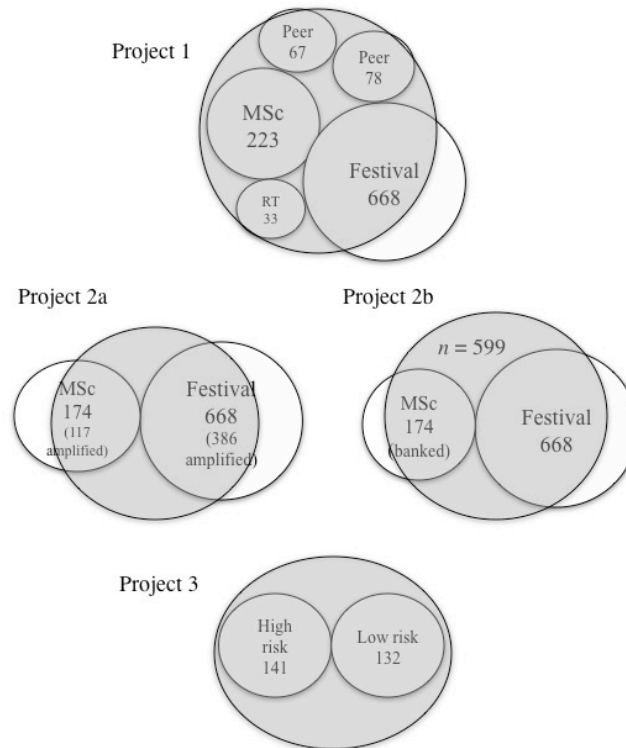 Project 1
Peer
67
Peer
78
MSc
223
Festival
668
RT
33
Project 2a
Project 2b
MSc
174
(117
amplified)
Festival
668
(386
amplified)
n = 599
MSc
174
(banked)
Festival
668
Project 3
High
risk
141
Low risk
132